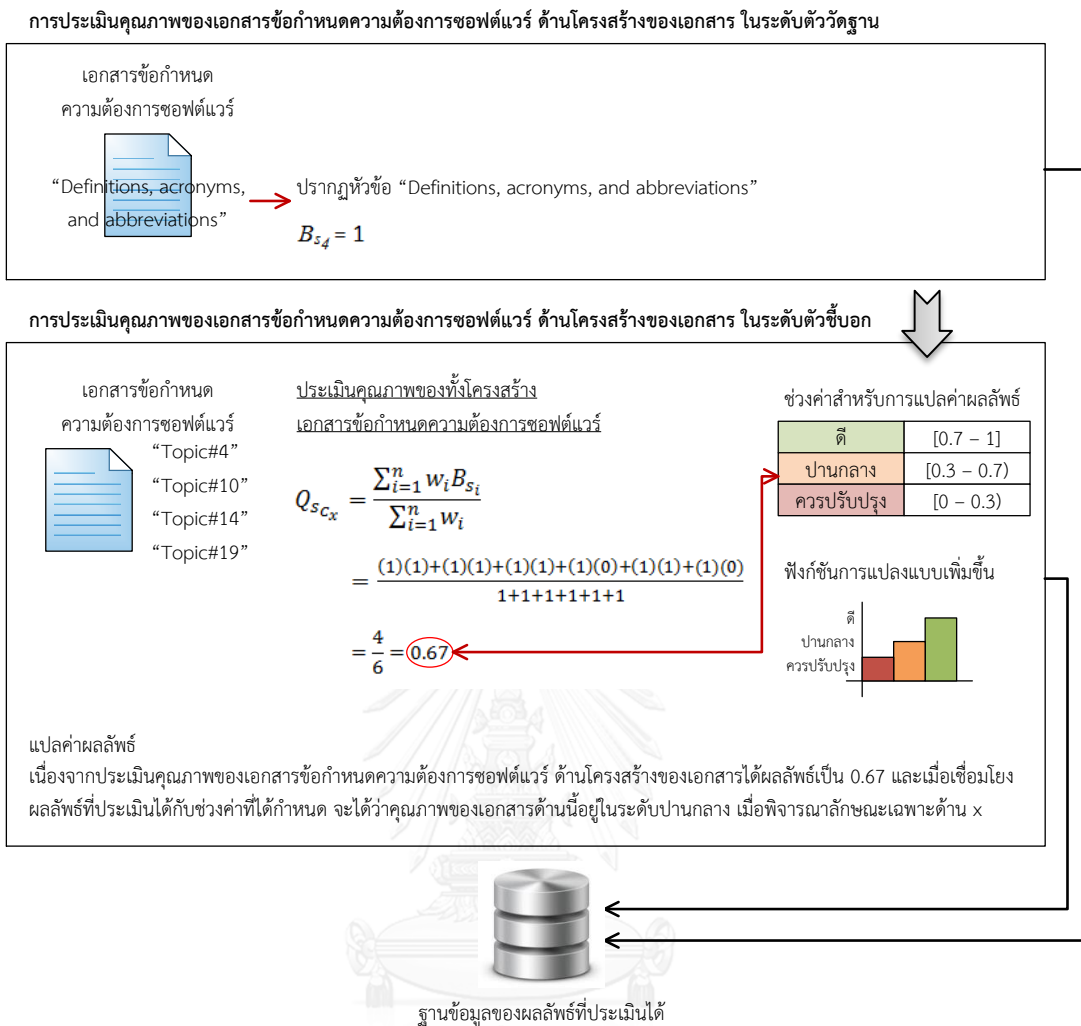 การประเมินคุณภาพของเอกสารข้อกำหนดความต้องการซอฟต์แวร์ ด้านโครงสร้างของเอกสาร ในระดับตัววัดฐาน
เอกสารข้อกำหนด
ความต้องการซอฟต์แวร์
“Definitions, acronyms,
and abbreviations”
ปรากฏหัวข้อ “Definitions, acronyms, and abbreviations”
B_{s_4} = 1
การประเมินคุณภาพของเอกสารข้อกำหนดความต้องการซอฟต์แวร์ ด้านโครงสร้างของเอกสาร ในระดับตัวชี้บอก
เอกสารข้อกำหนด
ความต้องการซอฟต์แวร์
“Topic#4”
“Topic#10”
“Topic#14”
“Topic#19”
ประเมินคุณภาพของทั้งโครงสร้าง
เอกสารข้อกำหนดความต้องการซอฟต์แวร์
Q_{sc_x} = \frac{\sum_{i=1}^{n} w_i B_{s_i}}{\sum_{i=1}^{n} w_i}
= \frac{(1)(1)+(1)(1)+(1)(1)+(1)(0)+(1)(1)+(1)(0)}{1+1+1+1+1+1}
= \frac{4}{6} = 0.67
ช่วงค่าสำหรับการแปลค่าผลลัพธ์
ดี [0.7 – 1]
ปานกลาง [0.3 – 0.7)
ควรปรับปรุง [0 – 0.3)
ฟังก์ชันการแปลงแบบเพิ่มขึ้น
ดี
ปานกลาง
ควรปรับปรุง
แปลค่าผลลัพธ์
เนื่องจากประเมินคุณภาพของเอกสารข้อกำหนดความต้องการซอฟต์แวร์ ด้านโครงสร้างของเอกสารได้ผลลัพธ์เป็น 0.67 และเมื่อเชื่อมโยง
ผลลัพธ์ที่ประเมินได้กับช่วงค่าที่ได้กำหนด จะได้ว่าคุณภาพของเอกสารด้านนี้อยู่ในระดับปานกลาง เมื่อพิจารณาลักษณะเฉพาะด้าน x
ฐานข้อมูลของผลลัพธ์ที่ประเมินได้